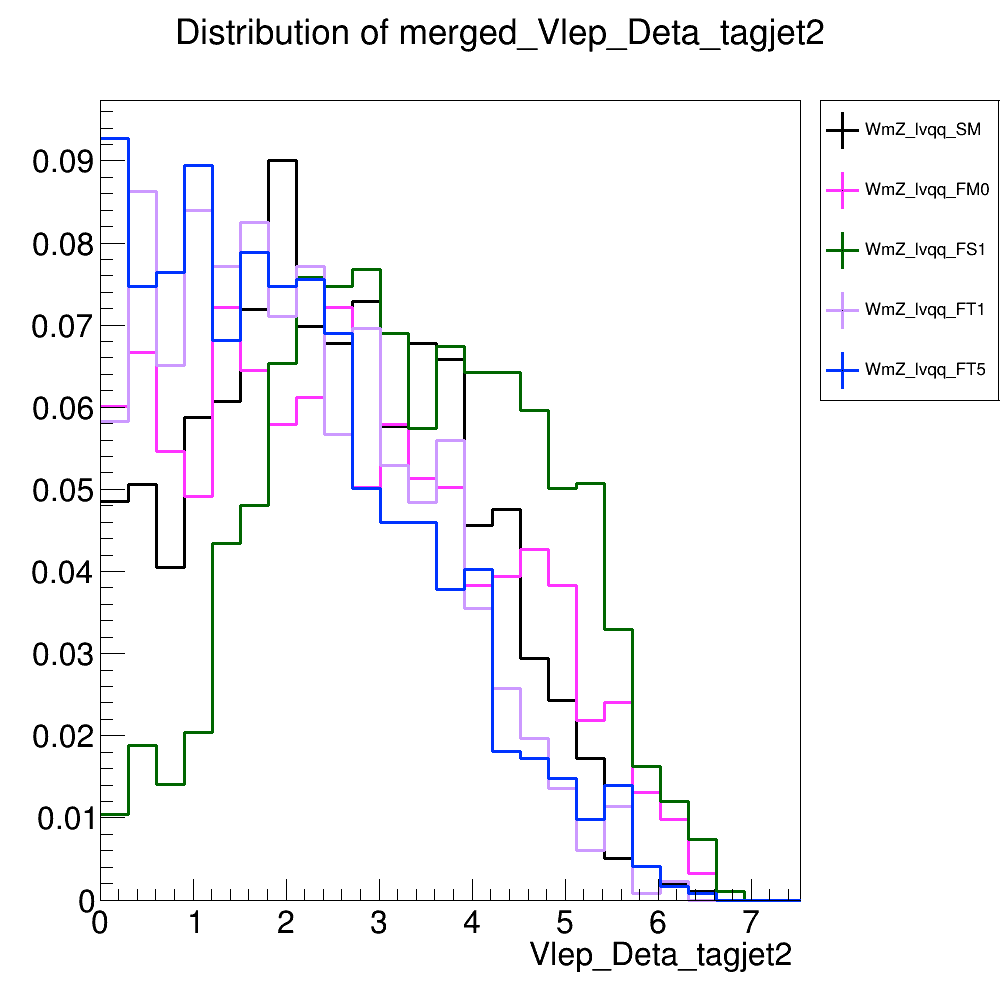 Distribution of merged_Vlep_Deta_tagjet2
WmZ_lvqq_SM
WmZ_lvqq_FM0
WmZ_lvqq_FS1
WmZ_lvqq_FT1
WmZ_lvqq_FT5
0.09
0.08
0.07
0.06
0.05
0.04
0.03
0.02
0.01
0
0 1 2 3 4 5 6 7
Vlep_Deta_tagjet2